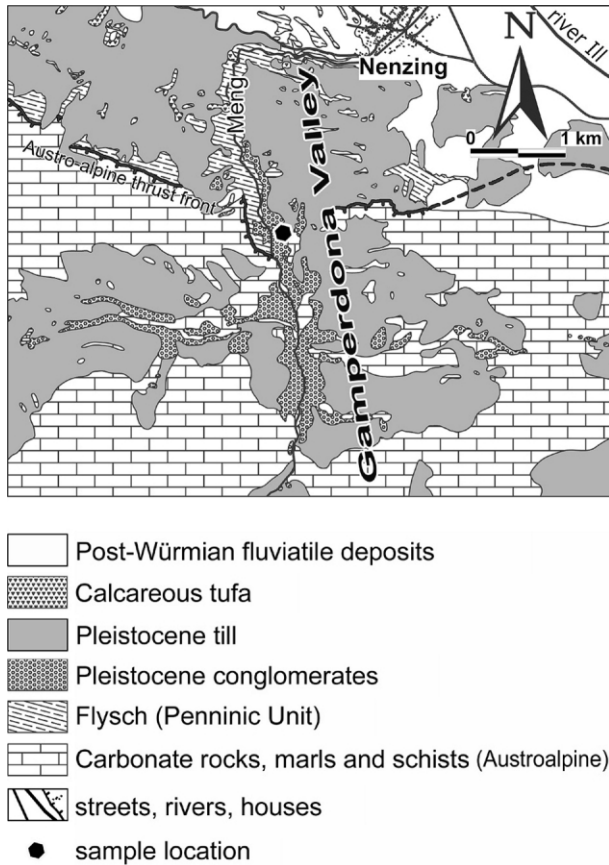 N
river Ill
Nenzing
0 1 km
Meng
Gamperdona Valley
Austro-alpine thrust front
Post-Würmian fluviatile deposits
Calcareous tufa
Pleistocene till
Pleistocene conglomerates
Flysch (Penninic Unit)
Carbonate rocks, marls and schists (Austroalpine)
streets, rivers, houses
sample location